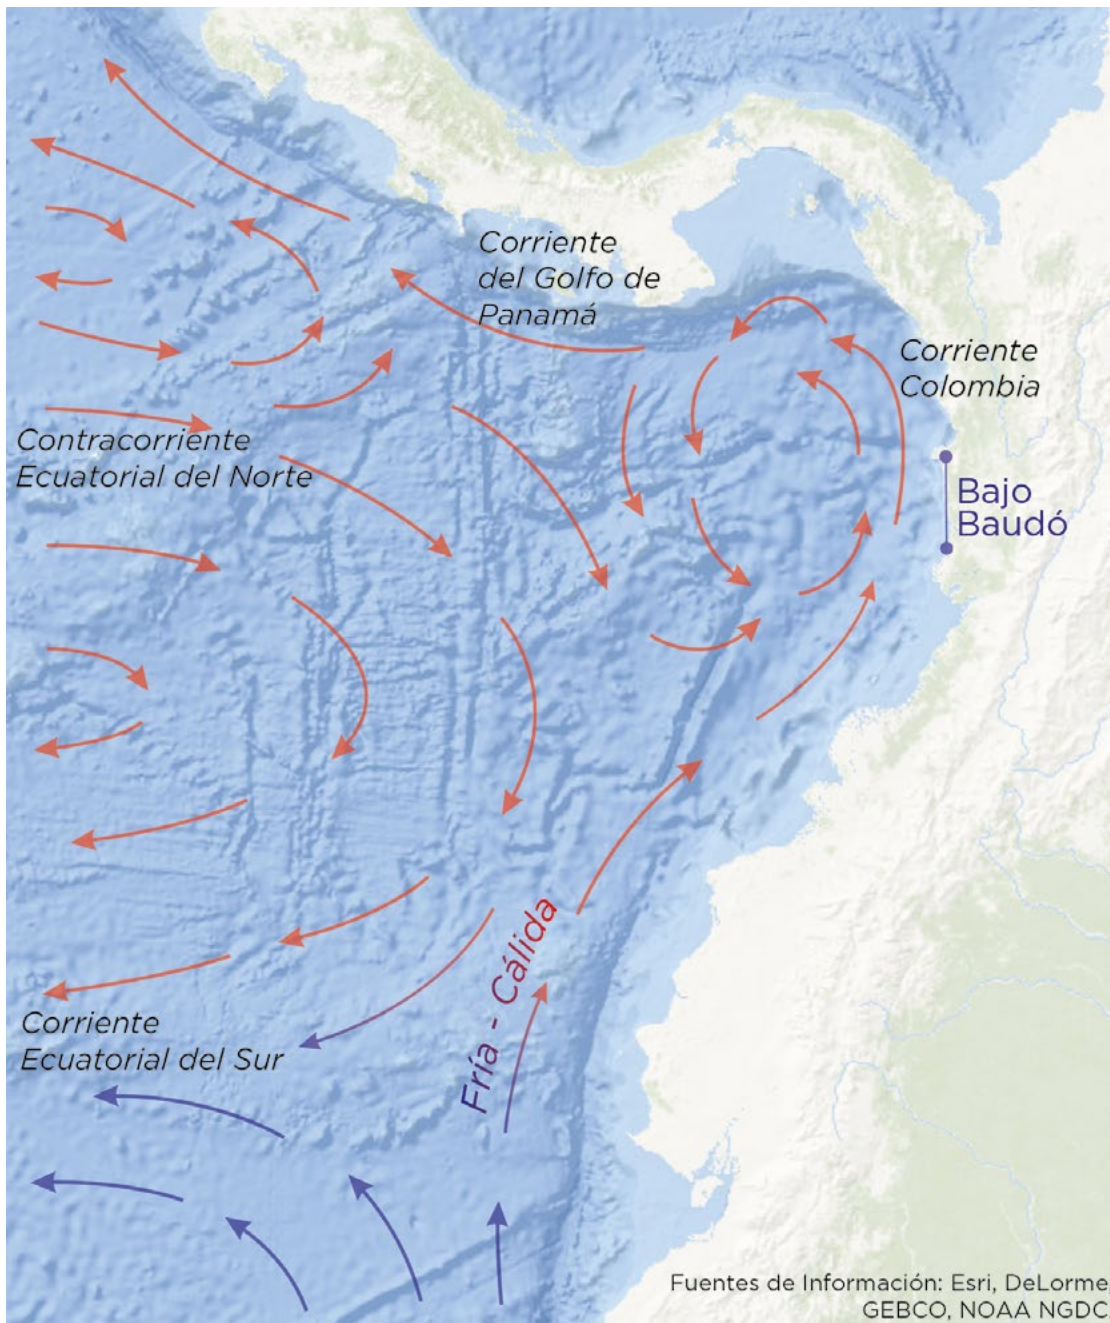 Corriente
del Golfo de
Panamá
Corriente
Colombia
Contracorriente
Ecuatorial del Norte
Bajo
Baudó
Fría - Cálida
Corriente
Ecuatorial del Sur
Fuentes de Información: Esri, DeLorme
GEBCO, NOAA NGDC.